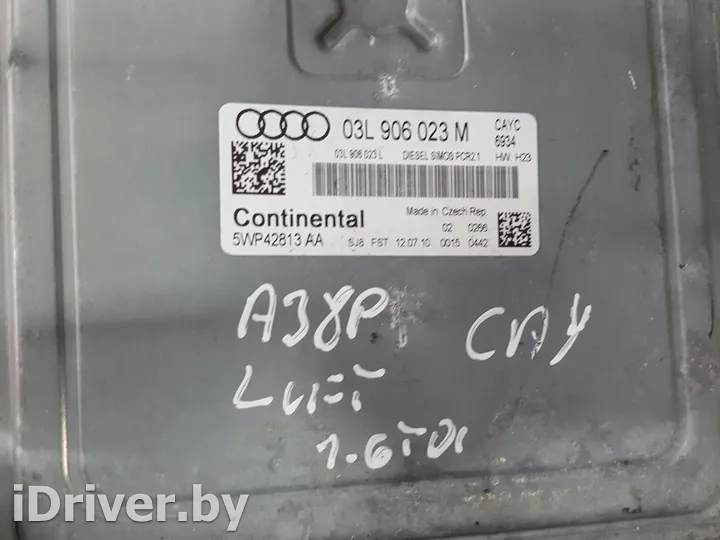 03L 906 023 M
CAYC
6934
03L 906 023 L DIESEL SIMOS PCR2.1 HW. H23
Continental
Made in Czech Rep.
02 0266
5WP42813 AA SJ8 FST 12.07.10 0015 0442
A38P CAY
1.6TDI
iDriver.by